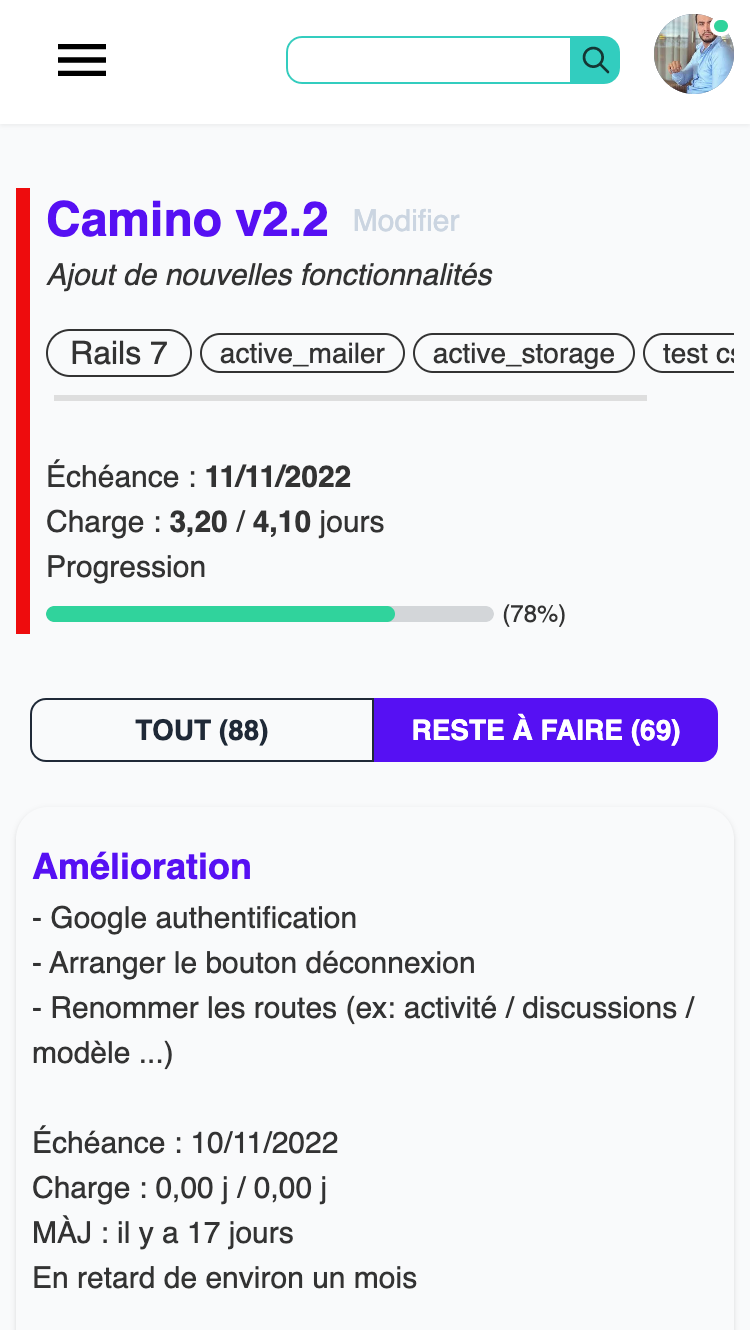 Camino v2.2 Modifier
Ajout de nouvelles fonctionnalités
Rails 7 active_mailer active_storage test cs
Échéance : 11/11/2022
Charge : 3,20 / 4,10 jours
Progression
(78%)
TOUT (88) RESTE À FAIRE (69)
Amélioration
- Google authentification
- Arranger le bouton déconnexion
- Renommer les routes (ex: activité / discussions /
modèle ...)
Échéance : 10/11/2022
Charge : 0,00 j / 0,00 j
MÀJ : il y a 17 jours
En retard de environ un mois